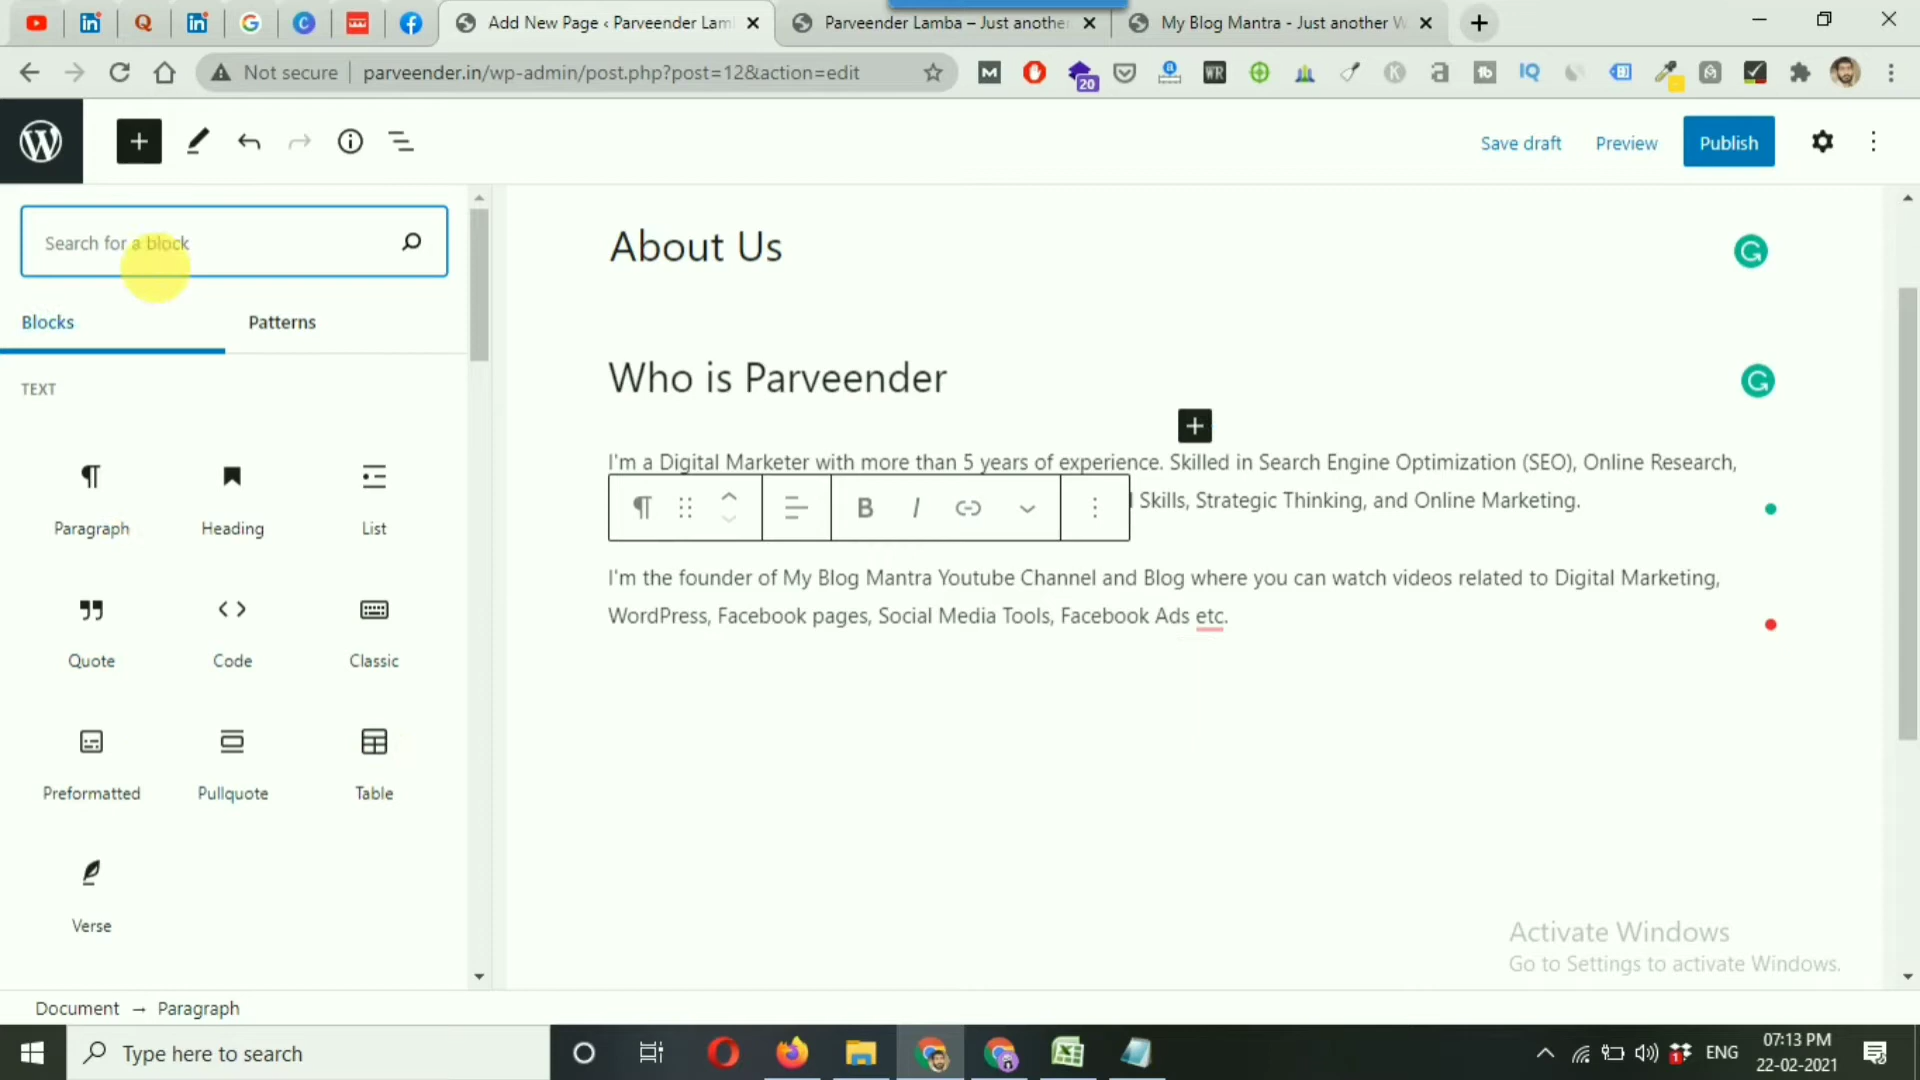 Add New Page ‹ Parveender Lam
Parveender Lamba – Just another
My Blog Mantra - Just another W
Not secure
parveender.in/wp-admin/post.php?post=12&action=edit
20
Save draft
Preview
Publish
Search for a block
Blocks
Patterns
TEXT
Paragraph
Heading
List
Quote
Code
Classic
Preformatted
Pullquote
Table
Verse
About Us
Who is Parveender
I'm a Digital Marketer with more than 5 years of experience. Skilled in Search Engine Optimization (SEO), Online Research,
Skills, Strategic Thinking, and Online Marketing.
B I
I'm the founder of My Blog Mantra Youtube Channel and Blog where you can watch videos related to Digital Marketing,
WordPress, Facebook pages, Social Media Tools, Facebook Ads etc.
Activate Windows
Go to Settings to activate Windows.
Document → Paragraph
Type here to search
ENG
07:13 PM
22-02-2021